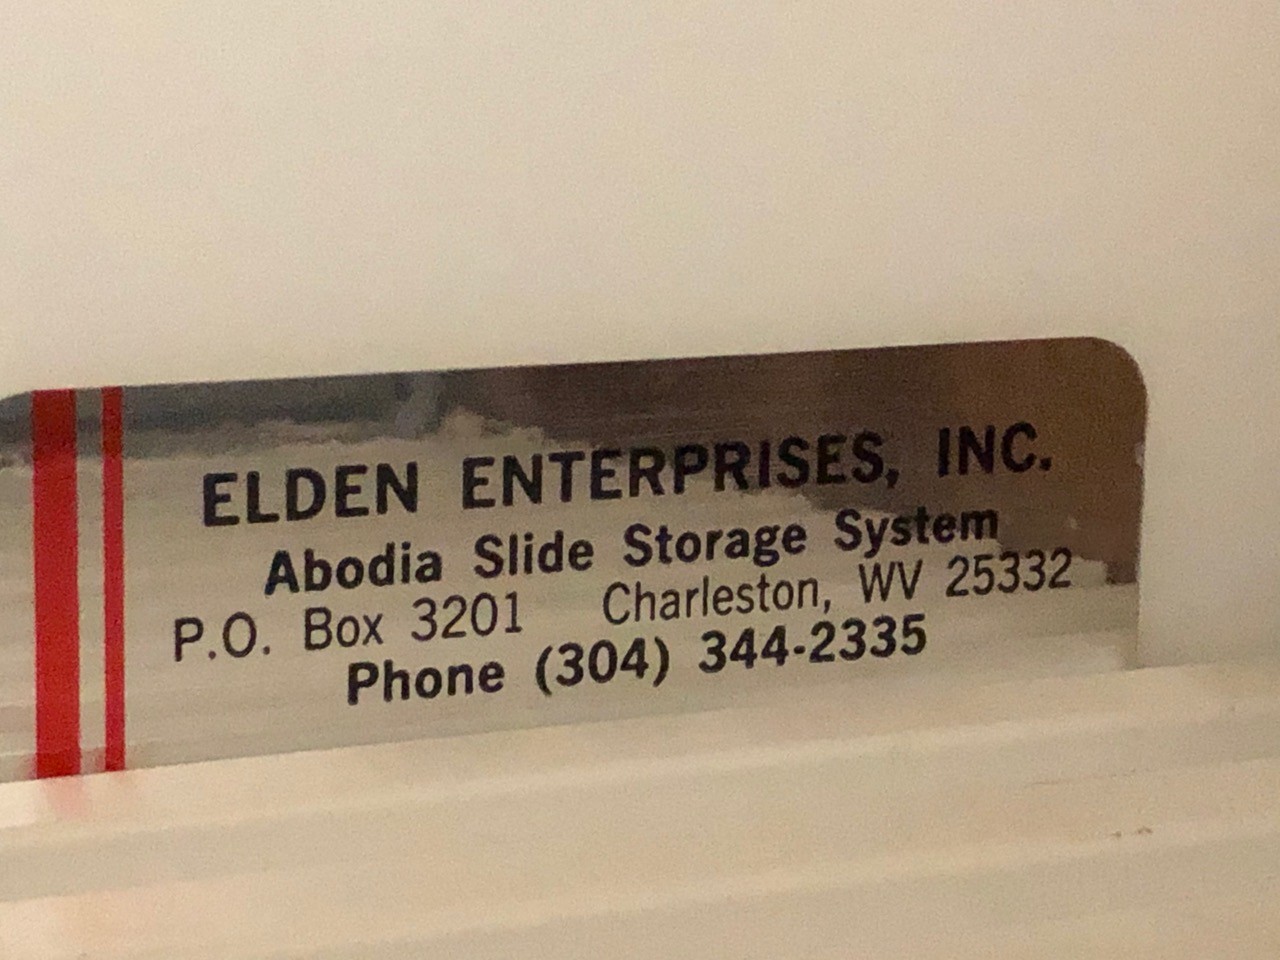 ELDEN ENTERPRISES, INC.
Abodia Slide Storage System
P.O. Box 3201 Charleston, WV 25332
Phone (304) 344-2335